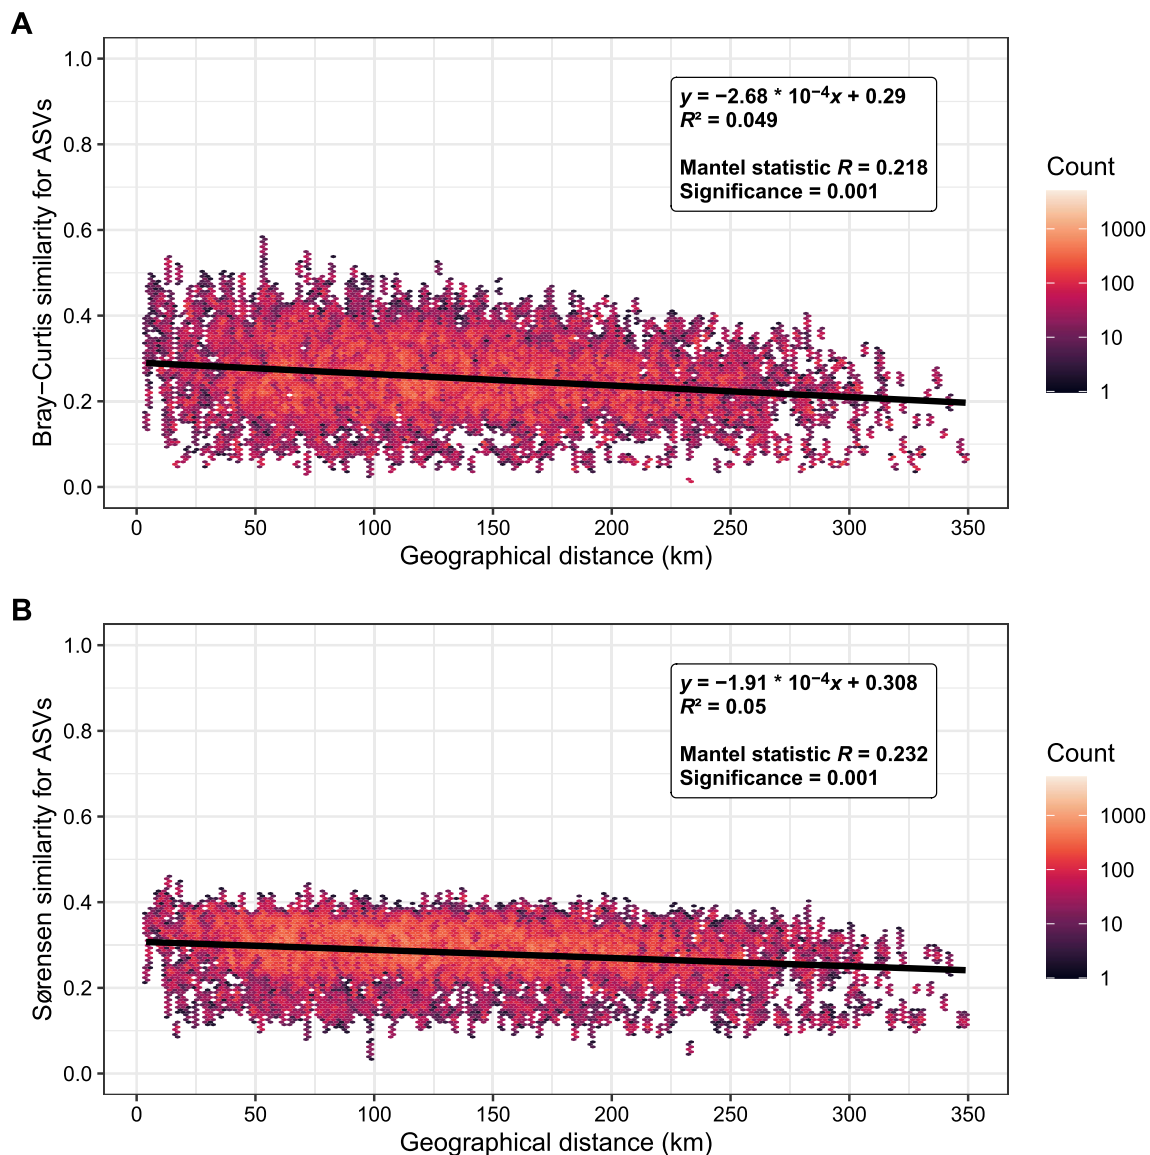 A
Bray−Curtis similarity for ASVs
1.0
0.8
0.6
0.4
0.2
0.0
y = −2.68 * 10⁻⁴x + 0.29
R² = 0.049
Mantel statistic R = 0.218
Significance = 0.001
0 50 100 150 200 250 300 350
Geographical distance (km)
Count
1000
100
10
1
B
Sørensen similarity for ASVs
1.0
0.8
0.6
0.4
0.2
0.0
y = −1.91 * 10⁻⁴x + 0.308
R² = 0.05
Mantel statistic R = 0.232
Significance = 0.001
0 50 100 150 200 250 300 350
Geographical distance (km)
Count
1000
100
10
1